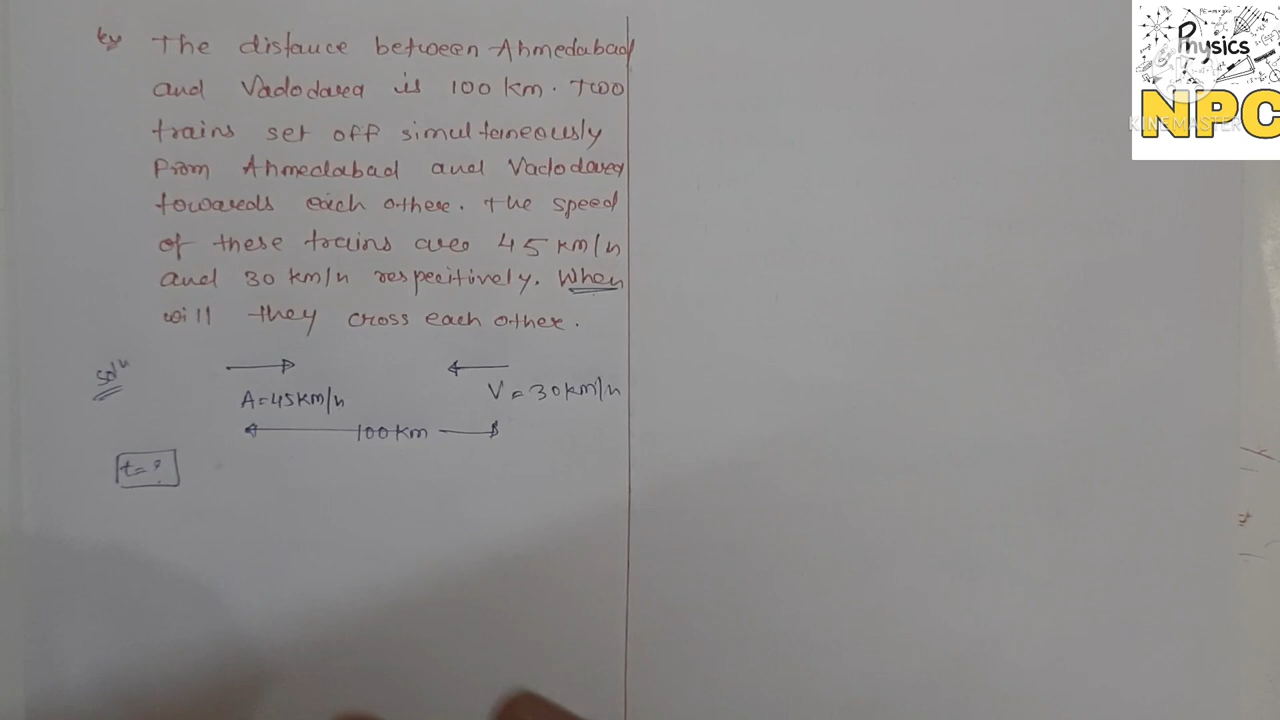 The distance between Ahmedabad
and Vadodara is 100 km. Two
trains set off simultaneously
From Ahmedabad and Vadodara
towards each other. The speed
of these trains are 45 km/h
and 30 km/h respectively. When
will they cross each other.
Solⁿ
A=45km/h
V=30km/h
100km
t=?
Physics
NPC
KINEMASTER